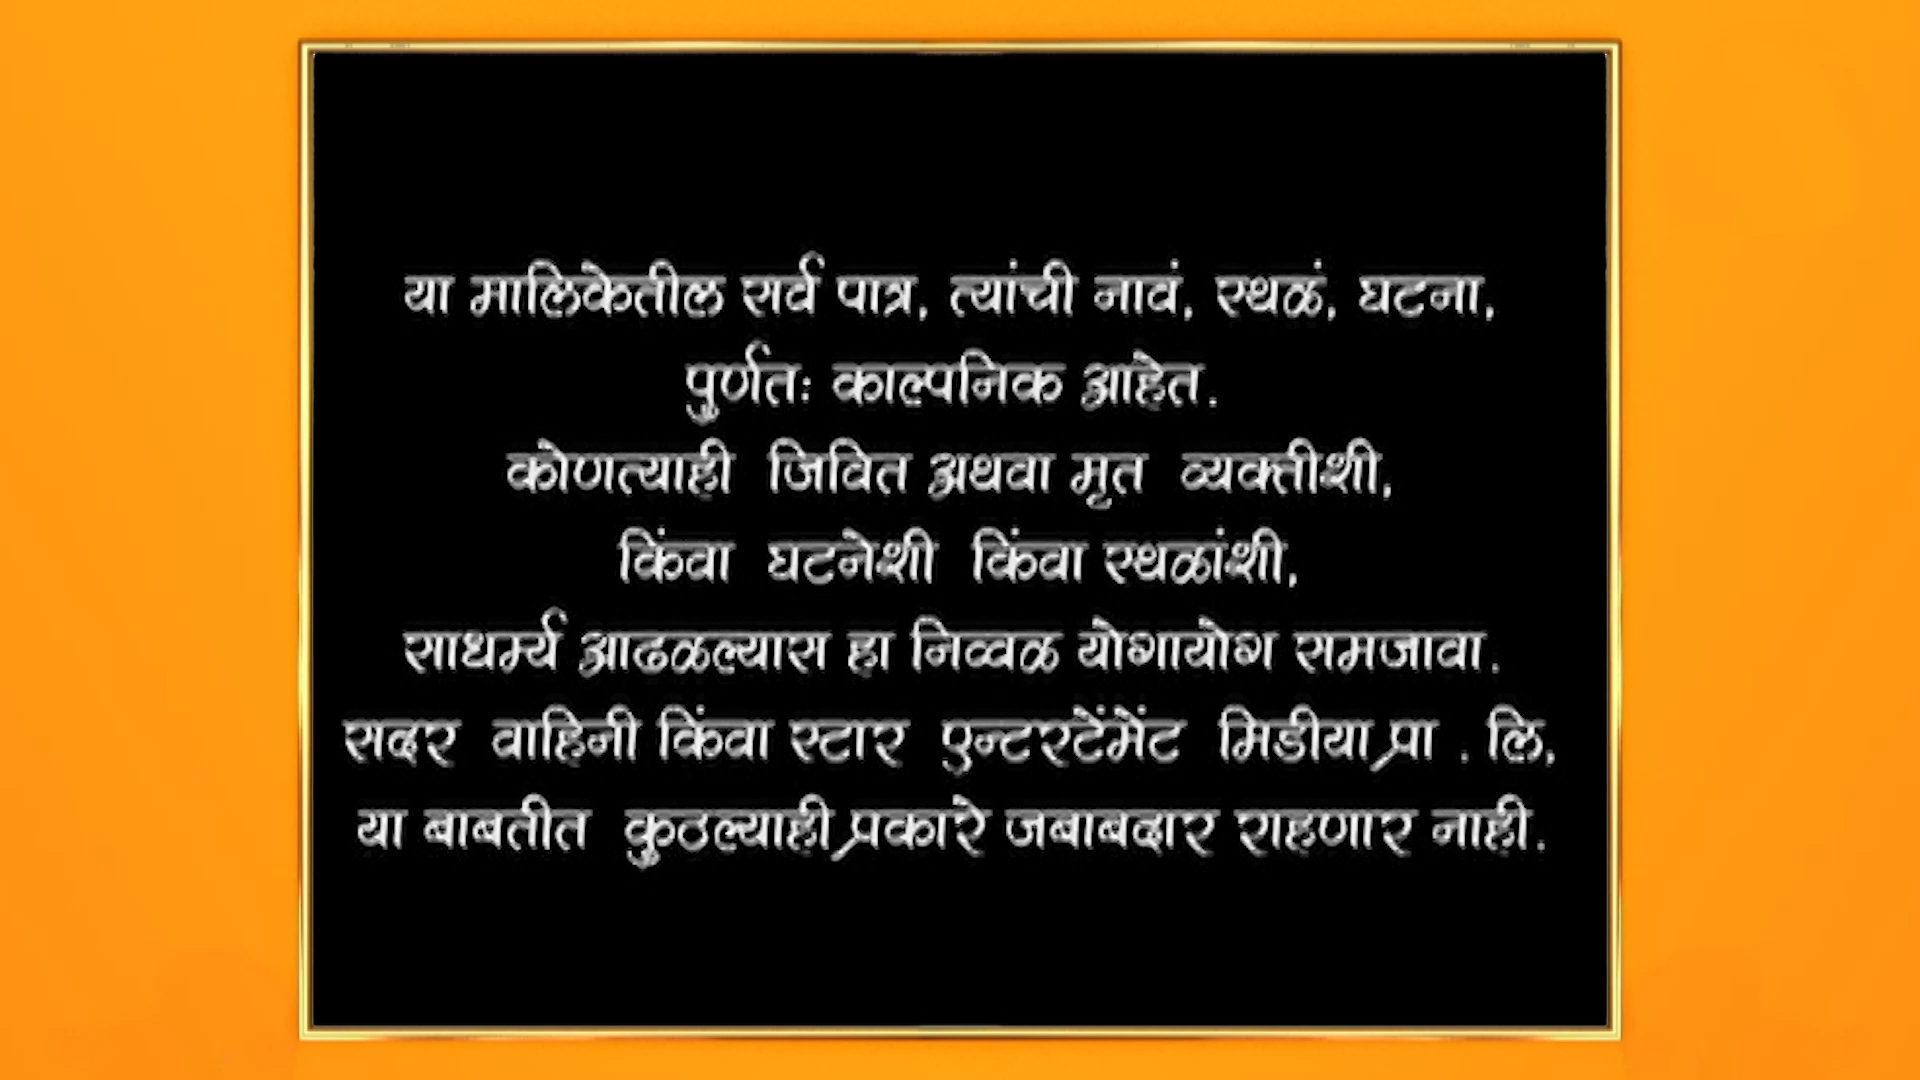 या मालिकेतील सर्व पात्र, त्यांची नावं, स्थळं, घटना,
पुर्णतः काल्पनिक आहेत.
कोणत्याही जिवित अथवा मृत व्यक्तीशी,
किंवा घटनेशी किंवा स्थळांशी,
साधर्म्य आढळल्यास हा निव्वळ योगायोग समजावा.
सदर वाहिनी किंवा स्टार एन्टरटेंमेंट मिडीया प्रा . लि,
या बाबतीत कुठल्याही प्रकारे जबाबदार राहणार नाही.